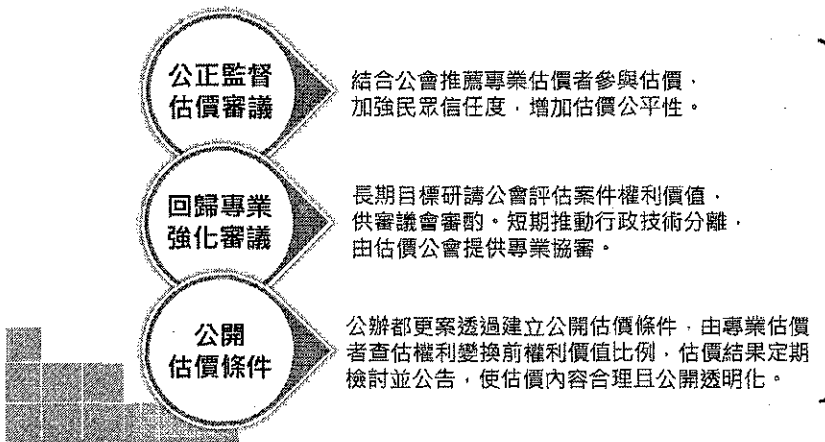 公正監督
估價審議
結合公會推薦專業估價者參與估價，
加強民眾信任度，增加估價公平性。
回歸專業
強化審議
長期目標研請公會評估案件權利價值，
供審議會審酌。短期推動行政技術分離，
由估價公會提供專業協審。
公開
估價條件
公辦都更案透過建立公開估價條件，由專業估價
者查估權利變換前權利價值比例，估價結果定期
檢討並公告，使估價內容合理且公開透明化。